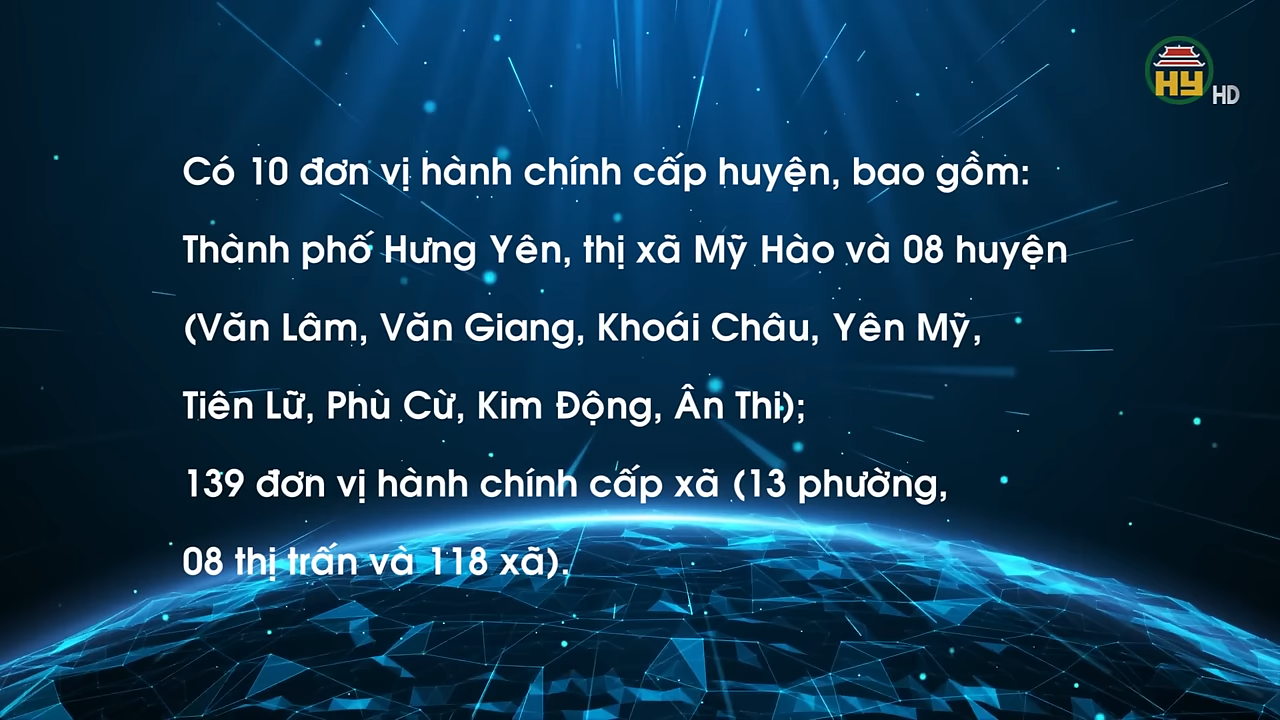 HY HD
Có 10 đơn vị hành chính cấp huyện, bao gồm:
Thành phố Hưng Yên, thị xã Mỹ Hào và 08 huyện
(Văn Lâm, Văn Giang, Khoái Châu, Yên Mỹ,
Tiên Lữ, Phù Cừ, Kim Động, Ân Thi);
139 đơn vị hành chính cấp xã (13 phường,
08 thị trấn và 118 xã).